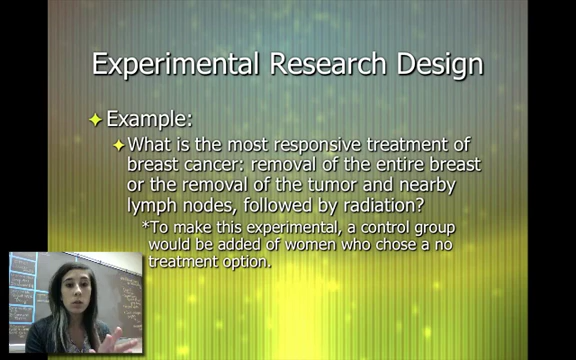 Experimental Research Design
Example:
What is the most responsive treatment of
breast cancer: removal of the entire breast
or the removal of the tumor and nearby
lymph nodes, followed by radiation?
*To make this experimental, a control group
would be added of women who chose a no
treatment option.